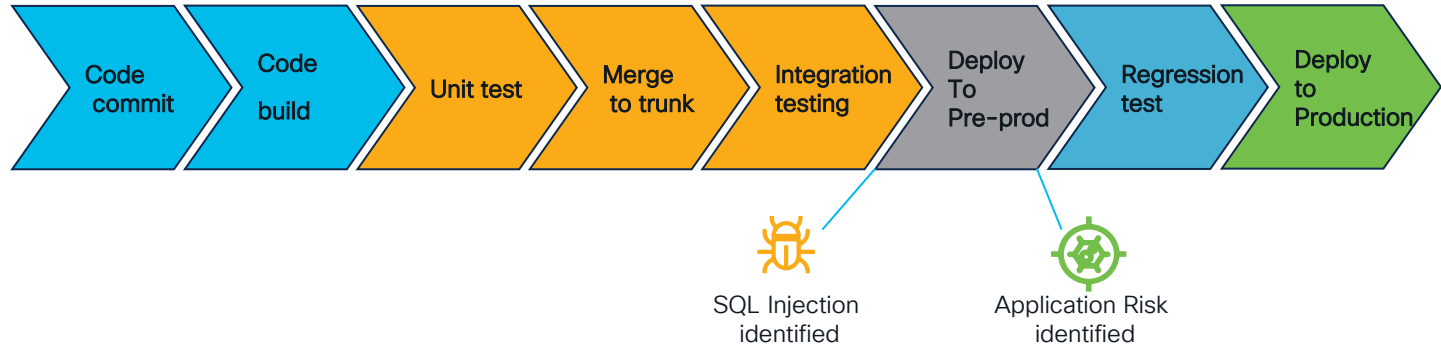 Code
commit
Code
build
Unit test
Merge
to trunk
Integration
testing
Deploy
To
Pre-prod
Regression
test
Deploy
to
Production
SQL Injection
identified
Application Risk
identified